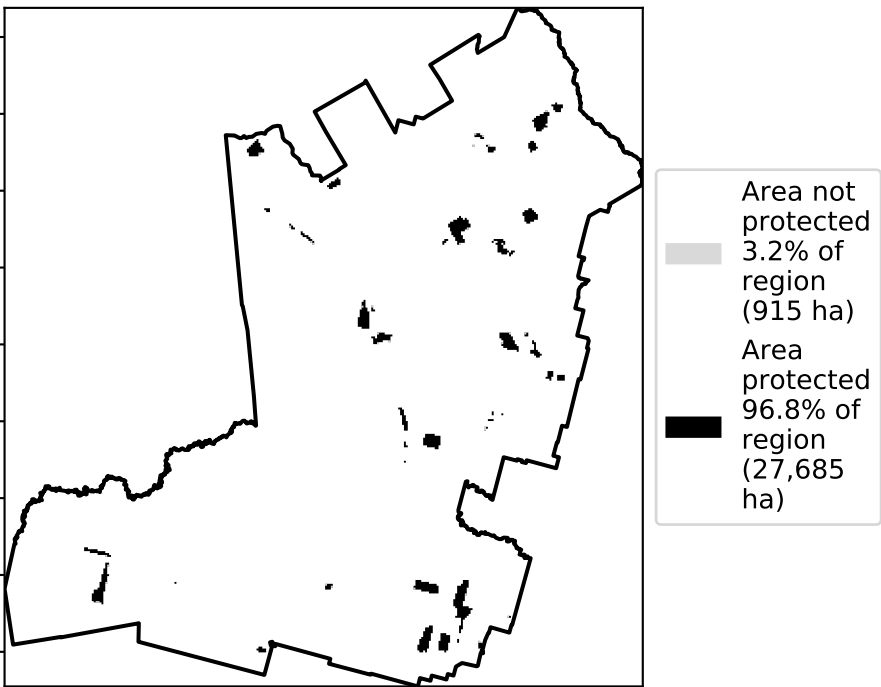 Area not
protected
3.2% of
region
(915 ha)
Area
protected
96.8% of
region
(27,685
ha)